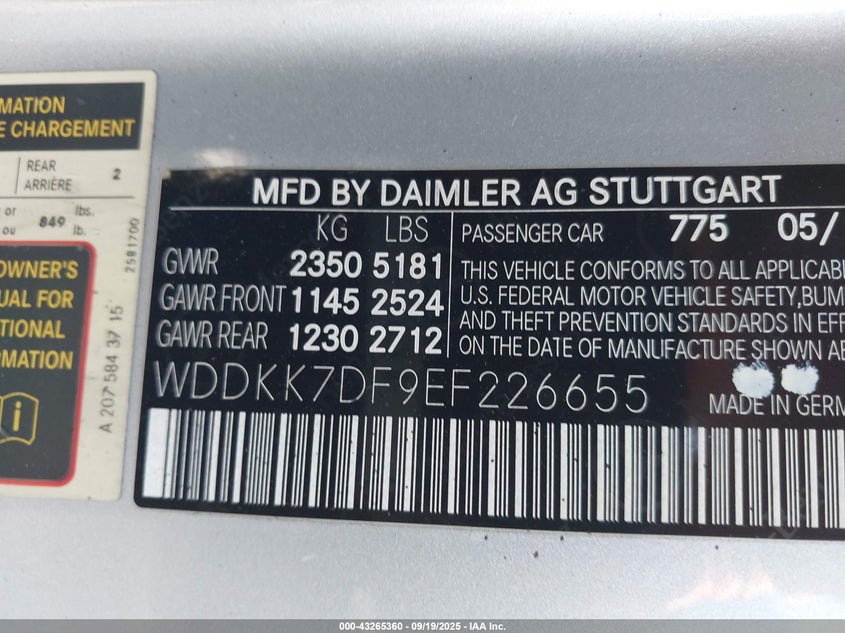 MATION
E CHARGEMENT
REAR
ARRIÈRE
2
or
ou
849
lbs.
lb.
OWNER'S
UAL FOR
TIONAL
RMATION
2581700
A 207 584 37 15
MFD BY DAIMLER AG STUTTGART
KG LBS
GVWR 2350 5181
GAWR FRONT 1145 2524
GAWR REAR 1230 2712
PASSENGER CAR 775 05/
THIS VEHICLE CONFORMS TO ALL APPLICABLE
U.S. FEDERAL MOTOR VEHICLE SAFETY, BUM
AND THEFT PREVENTION STANDARDS IN EFF
ON THE DATE OF MANUFACTURE SHOWN AB
WDDKK7DF9EF226655
MADE IN GERM
000-43265360 - 09/19/2025 - IAA Inc.